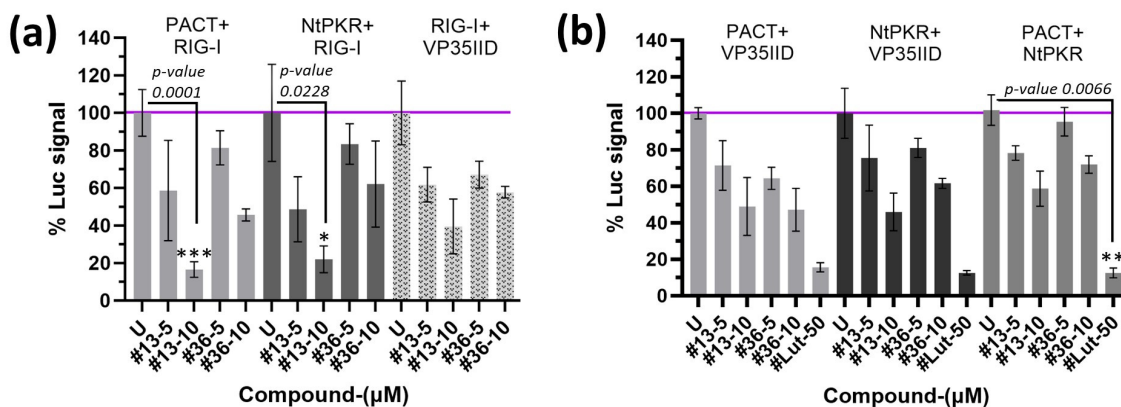 (a)
PACT+ NtPKR+ RIG-I+
RIG-I RIG-I VP35IID
140
120
100
80
60
40
20
0
% Luc signal
p-value
0.0001
p-value
0.0228
***
*
U #13-5 #13-10 #36-5 #36-10 U #13-5 #13-10 #36-5 #36-10 U #13-5 #13-10 #36-5 #36-10
Compound-(µM)
(b)
PACT+ NtPKR+ PACT+
VP35IID VP35IID NtPKR
140
120
100
80
60
40
20
0
% Luc signal
p-value 0.0066
**
U #13-5 #13-10 #36-5 #36-10 #Lut-50 U #13-5 #13-10 #36-5 #36-10 #Lut-50 U #13-5 #13-10 #36-5 #36-10 #Lut-50
Compound-(µM)